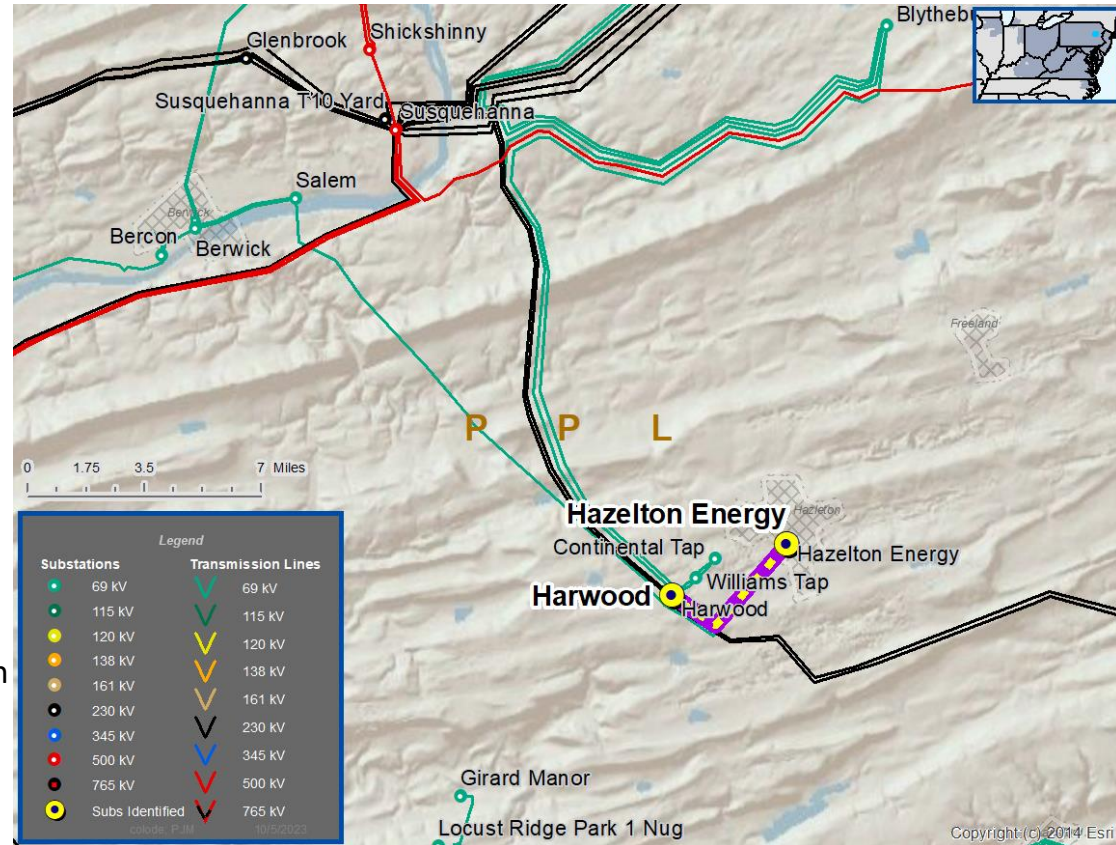 Blythebu
Shickshinny
Glenbrook
Susquehanna T10 Yard
Susquehanna
Salem
Berwick
Bercon
Berwick
Freeland
P P L
0 1.75 3.5 7 Miles
Hazelton Energy
Hazleton
Continental Tap
Hazelton Energy
Williams Tap
Harwood
Harwood
n
Legend
Substations
69 kV
115 kV
120 kV
138 kV
161 kV
230 kV
345 kV
500 kV
765 kV
Subs Identified
Transmission Lines
69 kV
115 kV
120 kV
138 kV
161 kV
230 kV
345 kV
500 kV
765 kV
colode, PJM 10/5/2023
Girard Manor
Locust Ridge Park 1 Nug
Copyright (c) 2014 Esri